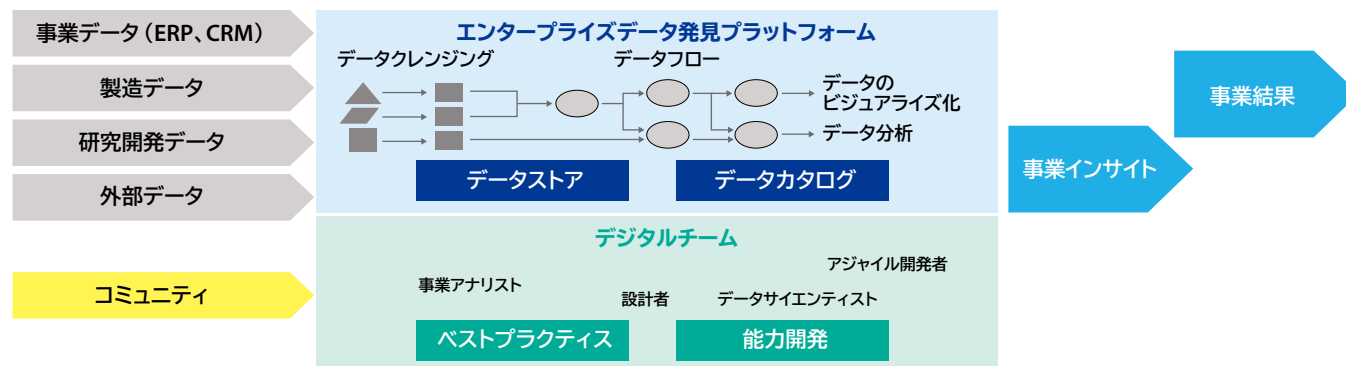 事業データ（ERP、CRM）
製造データ
研究開発データ
外部データ
コミュニティ
エンタープライズデータ発見プラットフォーム
データクレンジング
データフロー
データの
ビジュアライズ化
データ分析
データストア
データカタログ
デジタルチーム
アジャイル開発者
事業アナリスト
設計者
データサイエンティスト
ベストプラクティス
能力開発
事業インサイト
事業結果